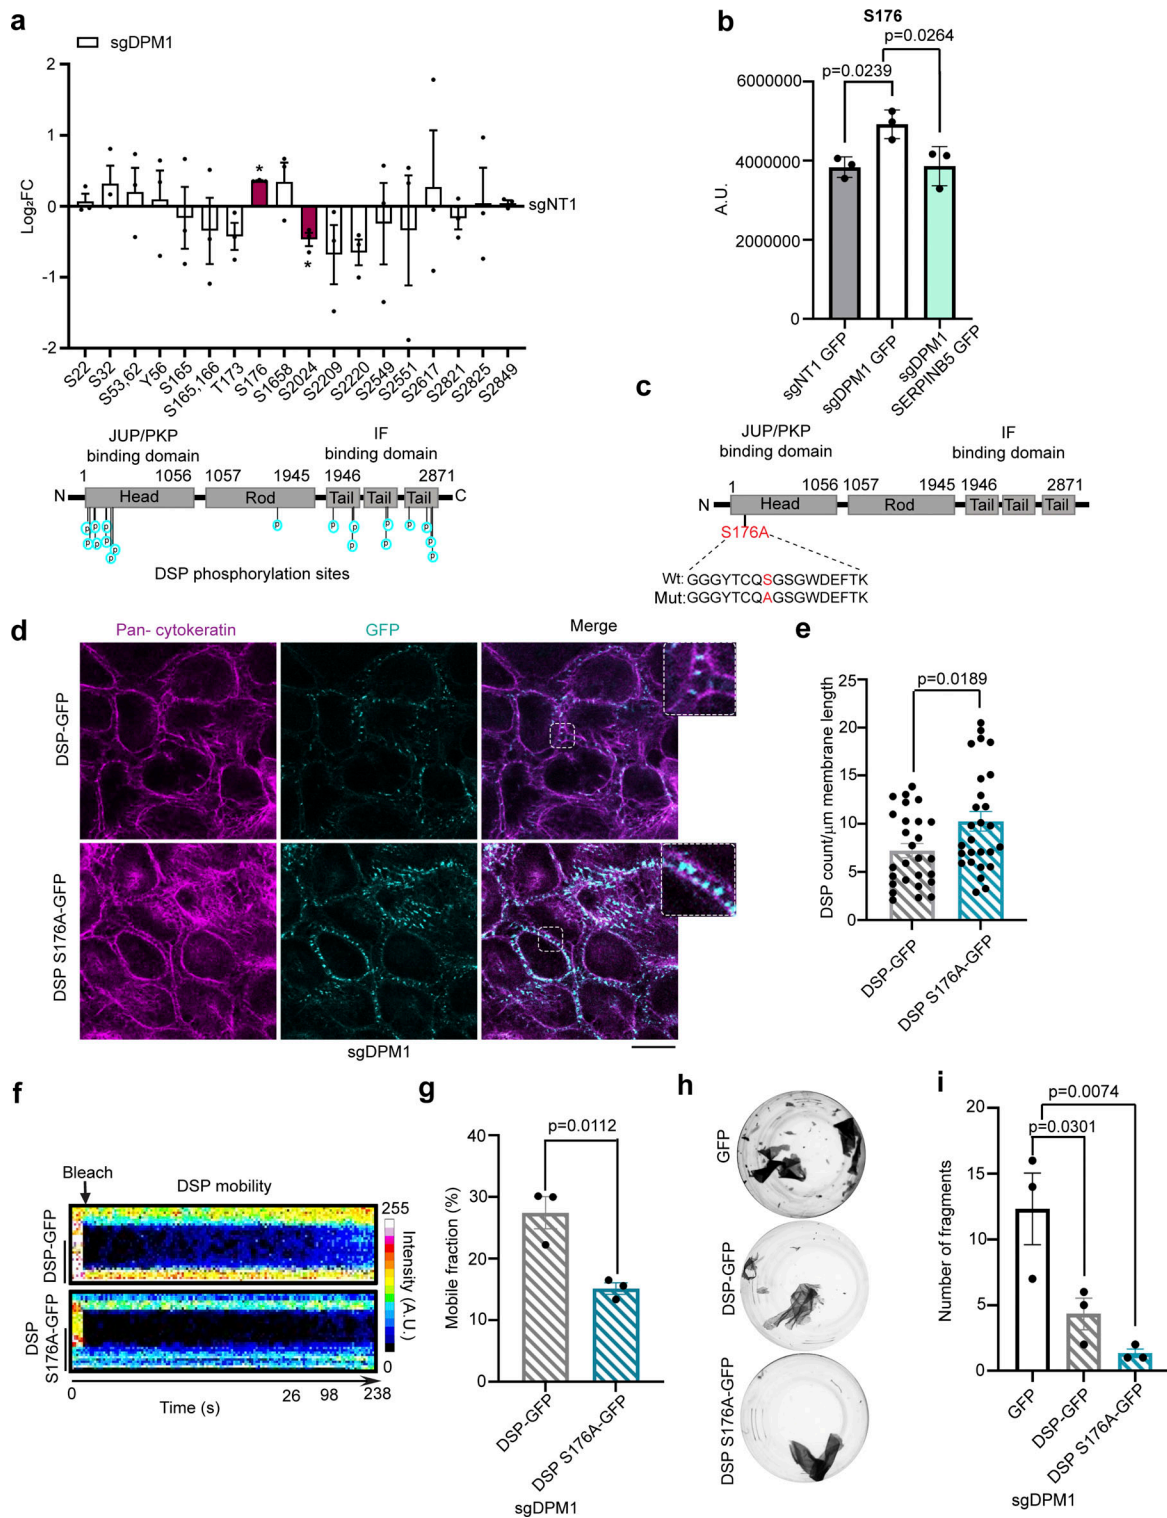 a
sgDPM1
Log₂FC
2
1
0
-1
-2
sgNT1
*
*
S22
S32
S53,62
Y56
S165
S165,166
T173
S176
S1658
S2024
S2209
S2220
S2549
S2551
S2617
S2821
S2825
S2849
JUP/PKP
binding domain
IF
binding domain
1 1056 1057 1945 1946 2871
N Head Rod Tail Tail Tail C
p p p p p p p p p p p p p p p p p p
DSP phosphorylation sites
b
S176
p=0.0264
p=0.0239
A.U.
6000000
4000000
2000000
0
sgNT1 GFP
sgDPM1 GFP
sgDPM1
SERPINB5 GFP
c
JUP/PKP
binding domain
IF
binding domain
1 1056 1057 1945 1946 2871
N Head Rod Tail Tail Tail
S176A
Wt: GGGYTCQSGSGWDEFTK
Mut: GGGYTCQAGSGWDEFTK
d
Pan- cytokeratin GFP Merge
DSP-GFP
DSP S176A-GFP
sgDPM1
e
p=0.0189
DSP count/μm membrane length
25
20
15
10
5
0
DSP-GFP
DSP S176A-GFP
f
Bleach
DSP mobility
DSP-GFP
DSP
S176A-GFP
255
Intensity (A.U.)
0
0 26 98 238
Time (s)
g
p=0.0112
Mobile fraction (%)
40
30
20
10
0
DSP-GFP
DSP S176A-GFP
sgDPM1
h
GFP
DSP-GFP
DSP S176A-GFP
i
p=0.0074
p=0.0301
Number of fragments
20
15
10
5
0
GFP
DSP-GFP
DSP S176A-GFP
sgDPM1